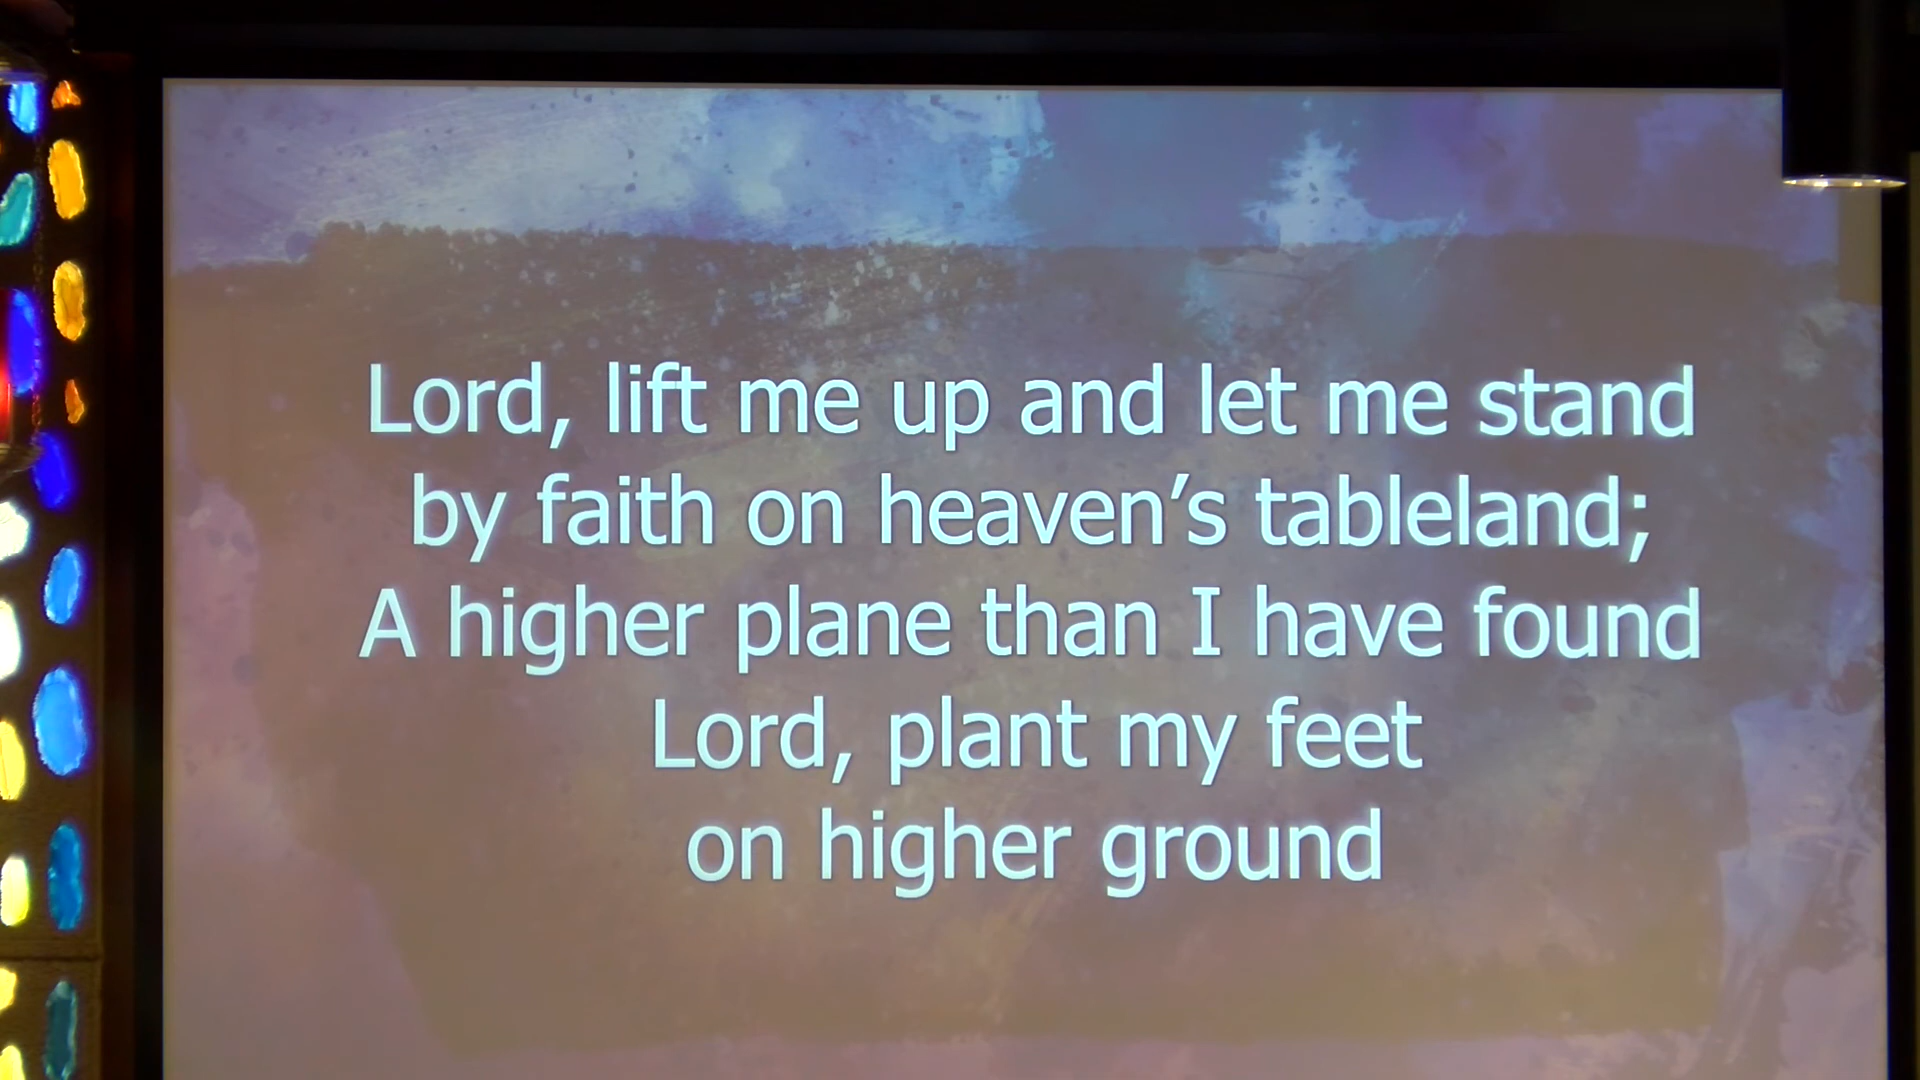 Lord, lift me up and let me stand
by faith on heaven’s tableland;
A higher plane than I have found
Lord, plant my feet
on higher ground